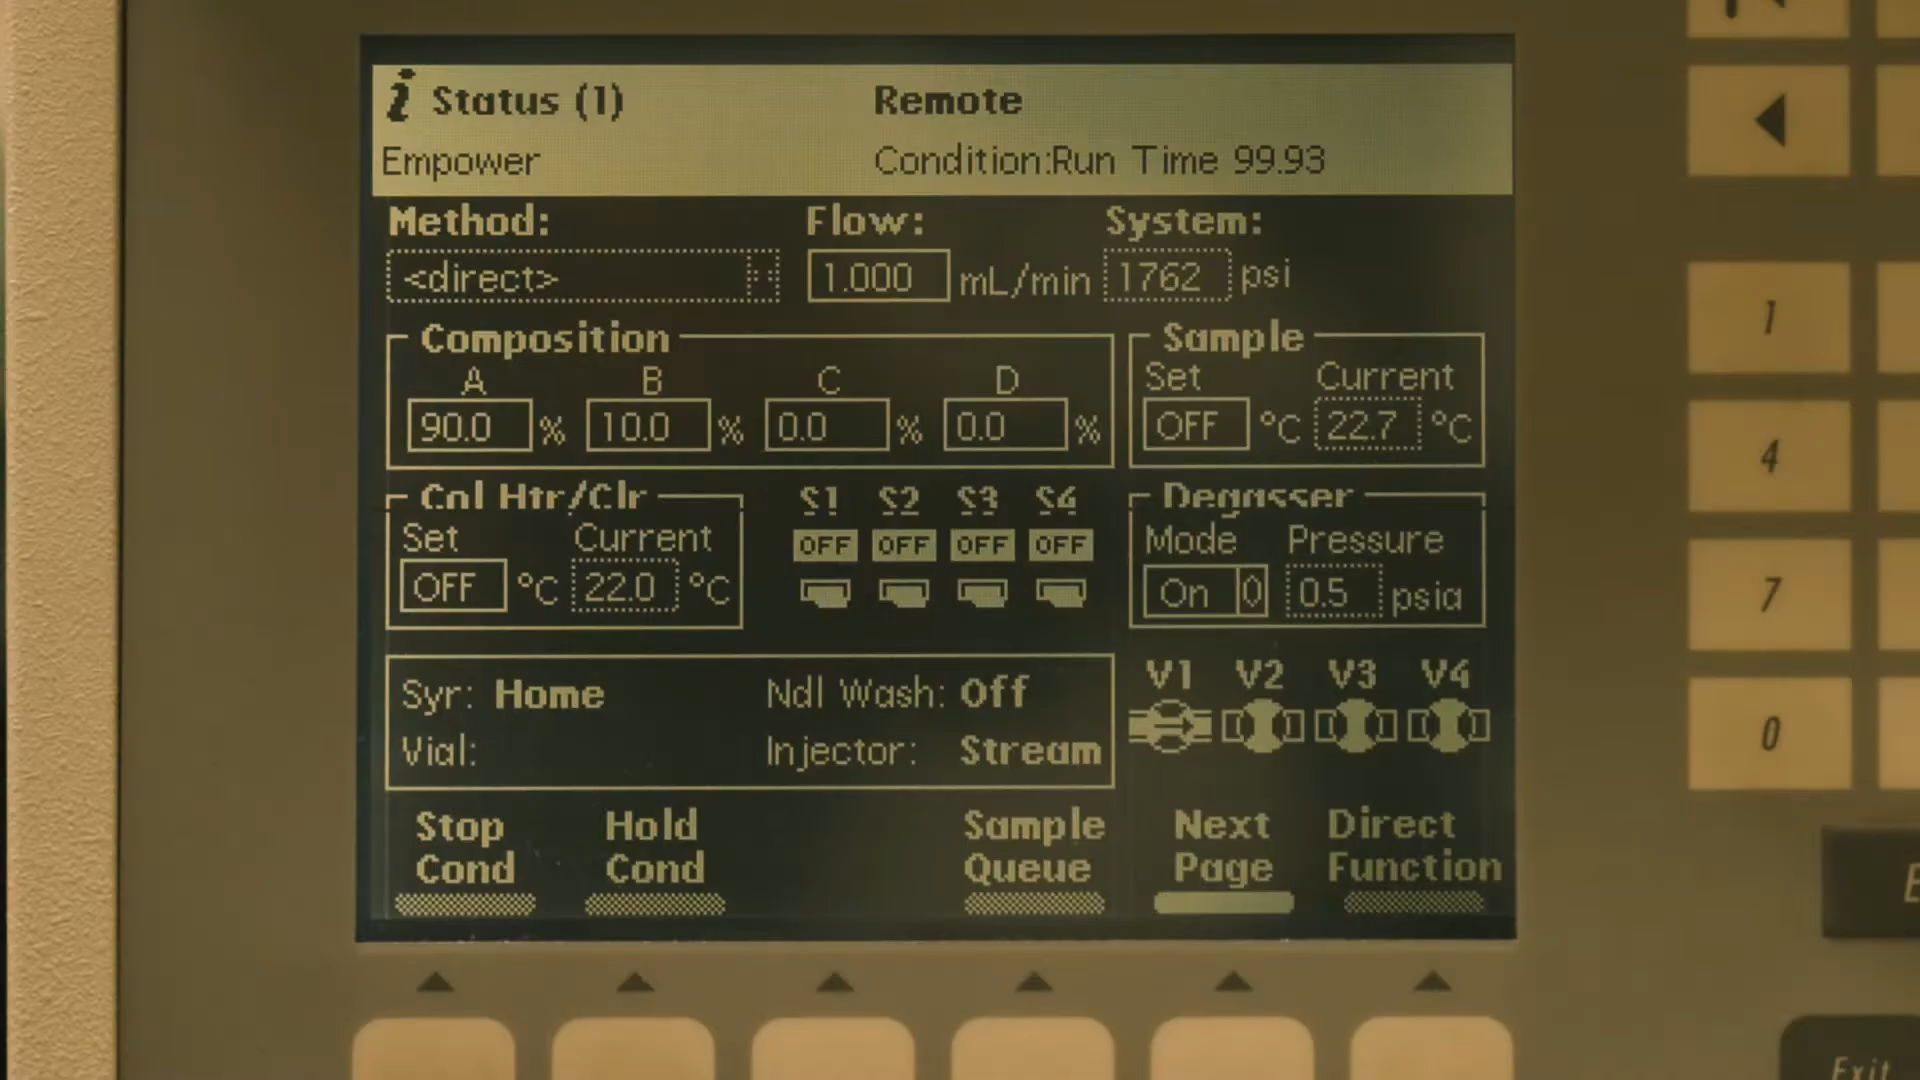 i Status (1) Remote
Empower Condition:Run Time 99.93
Method: Flow: System:
<direct> 1.000 mL/min 1762 psi
Composition Sample
A B C D Set Current
90.0 % 10.0 % 0.0 % 0.0 % OFF °C 22.7 °C
Col Htr/Clr S1 S2 S3 S4 Degasser
Set Current OFF OFF OFF OFF Mode Pressure
OFF °C 22.0 °C On 0.5 psia
V1 V2 V3 V4
Syr: Home Ndl Wash: Off
Vial: Injector: Stream
Stop Cond
Hold Cond
Sample Queue
Next Page
Direct Function
1
4
7
0
E
Exit